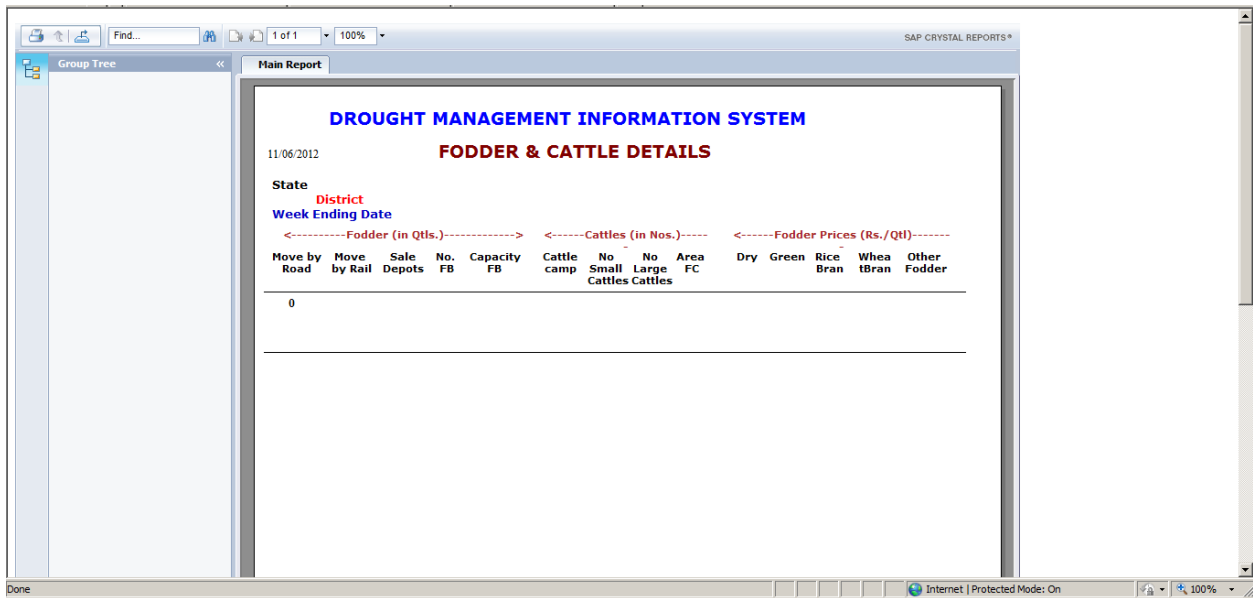 Find...
1 of 1
100%
SAP CRYSTAL REPORTS®
Group Tree «
Main Report
DROUGHT MANAGEMENT INFORMATION SYSTEM
11/06/2012 FODDER & CATTLE DETAILS
State
District
Week Ending Date
<----------Fodder (in Qtls.)-------------> <------Cattles (in Nos.)----- <------Fodder Prices (Rs./Qtl)-------
- -
Move by Move Sale No. Capacity Cattle No No Area Dry Green Rice Whea Other
Road by Rail Depots FB FB camp Small Large FC Bran tBran Fodder
Cattles Cattles
0
Done Internet | Protected Mode: On 100%